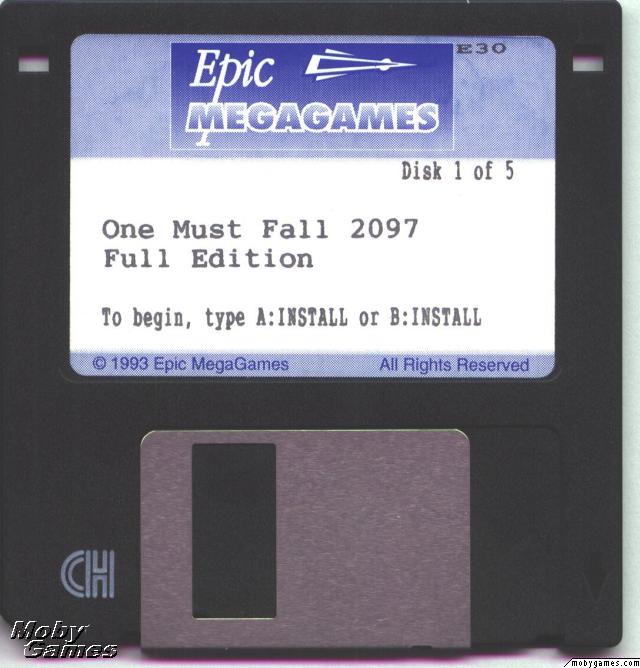 E30
Epic
MEGAGAMES
Disk 1 of 5
One Must Fall 2097
Full Edition
To begin, type A:INSTALL or B:INSTALL
© 1993 Epic MegaGames All Rights Reserved
CH
Moby
Games
mobygames.com